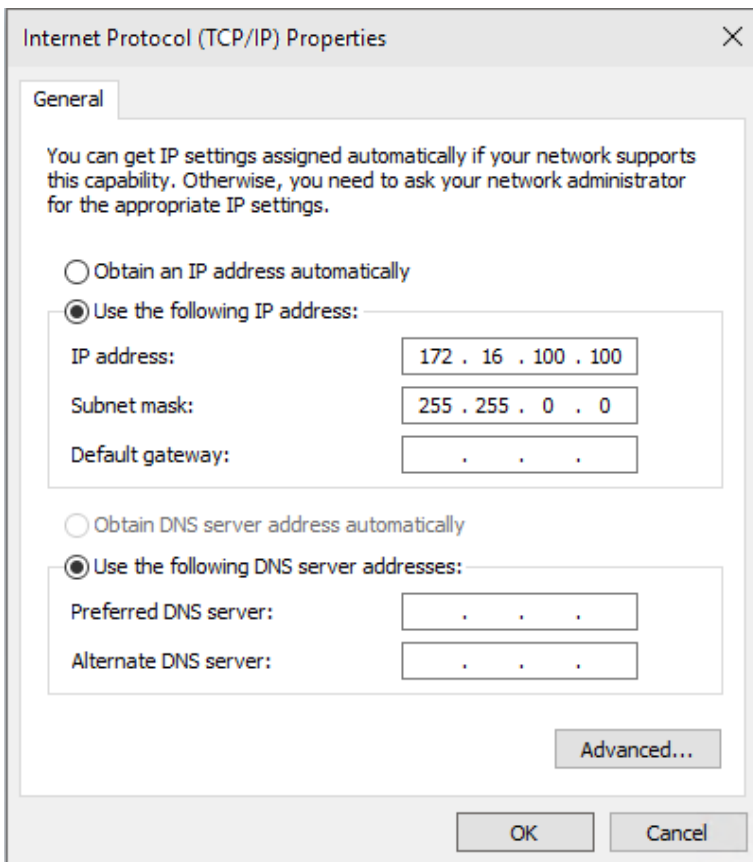 Internet Protocol (TCP/IP) Properties
General
You can get IP settings assigned automatically if your network supports
this capability. Otherwise, you need to ask your network administrator
for the appropriate IP settings.
Obtain an IP address automatically
Use the following IP address:
IP address: 172 . 16 . 100 . 100
Subnet mask: 255 . 255 . 0 . 0
Default gateway: . . .
Obtain DNS server address automatically
Use the following DNS server addresses:
Preferred DNS server: . . .
Alternate DNS server: . . .
Advanced...
OK Cancel